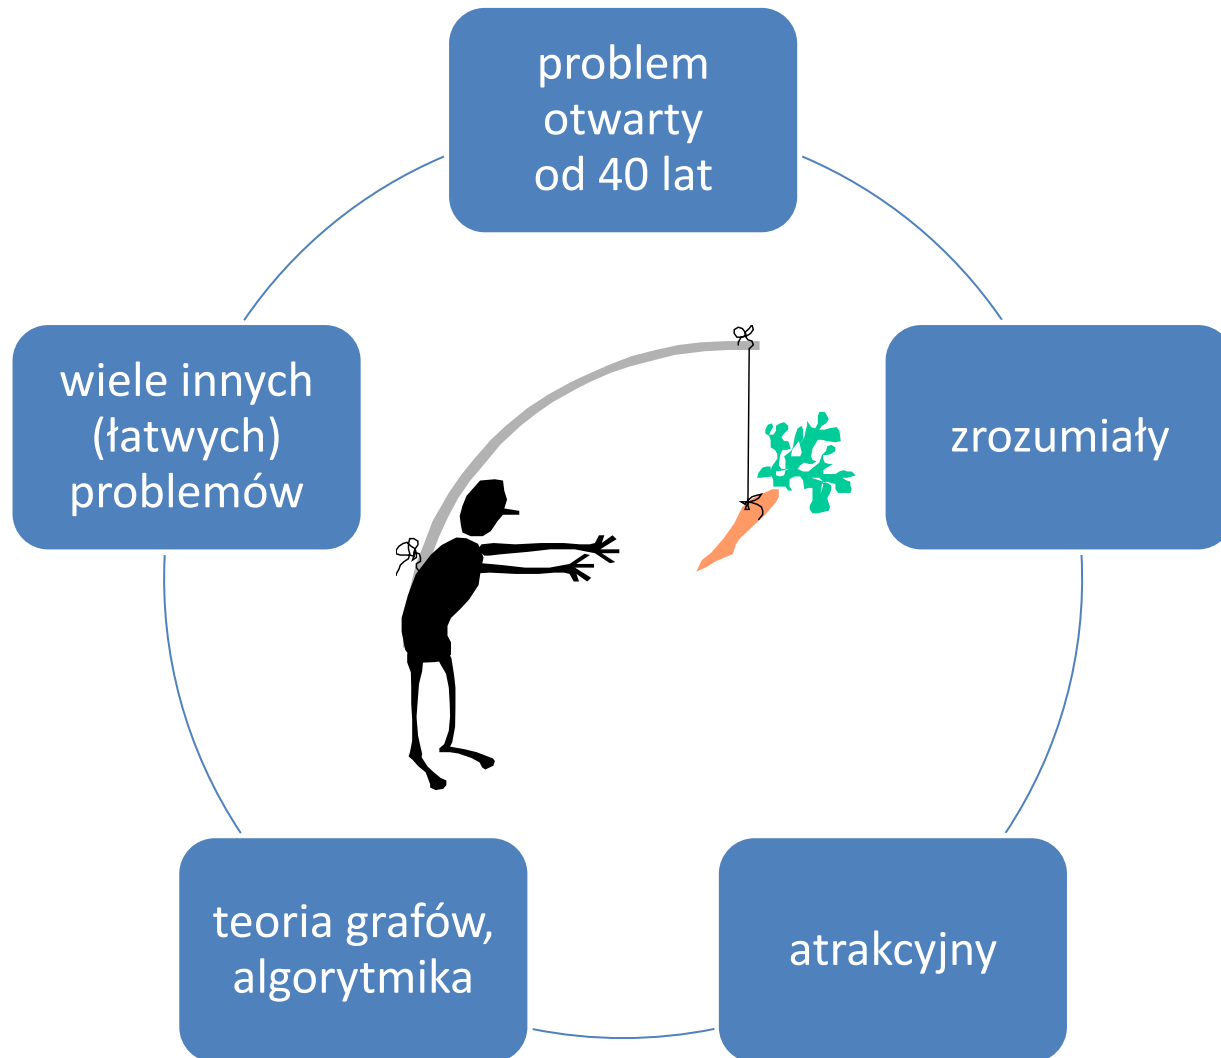 problem
otwarty
od 40 lat
zrozumiały
atrakcyjny
teoria grafów,
algorytmika
wiele innych
(łatwych)
problemów